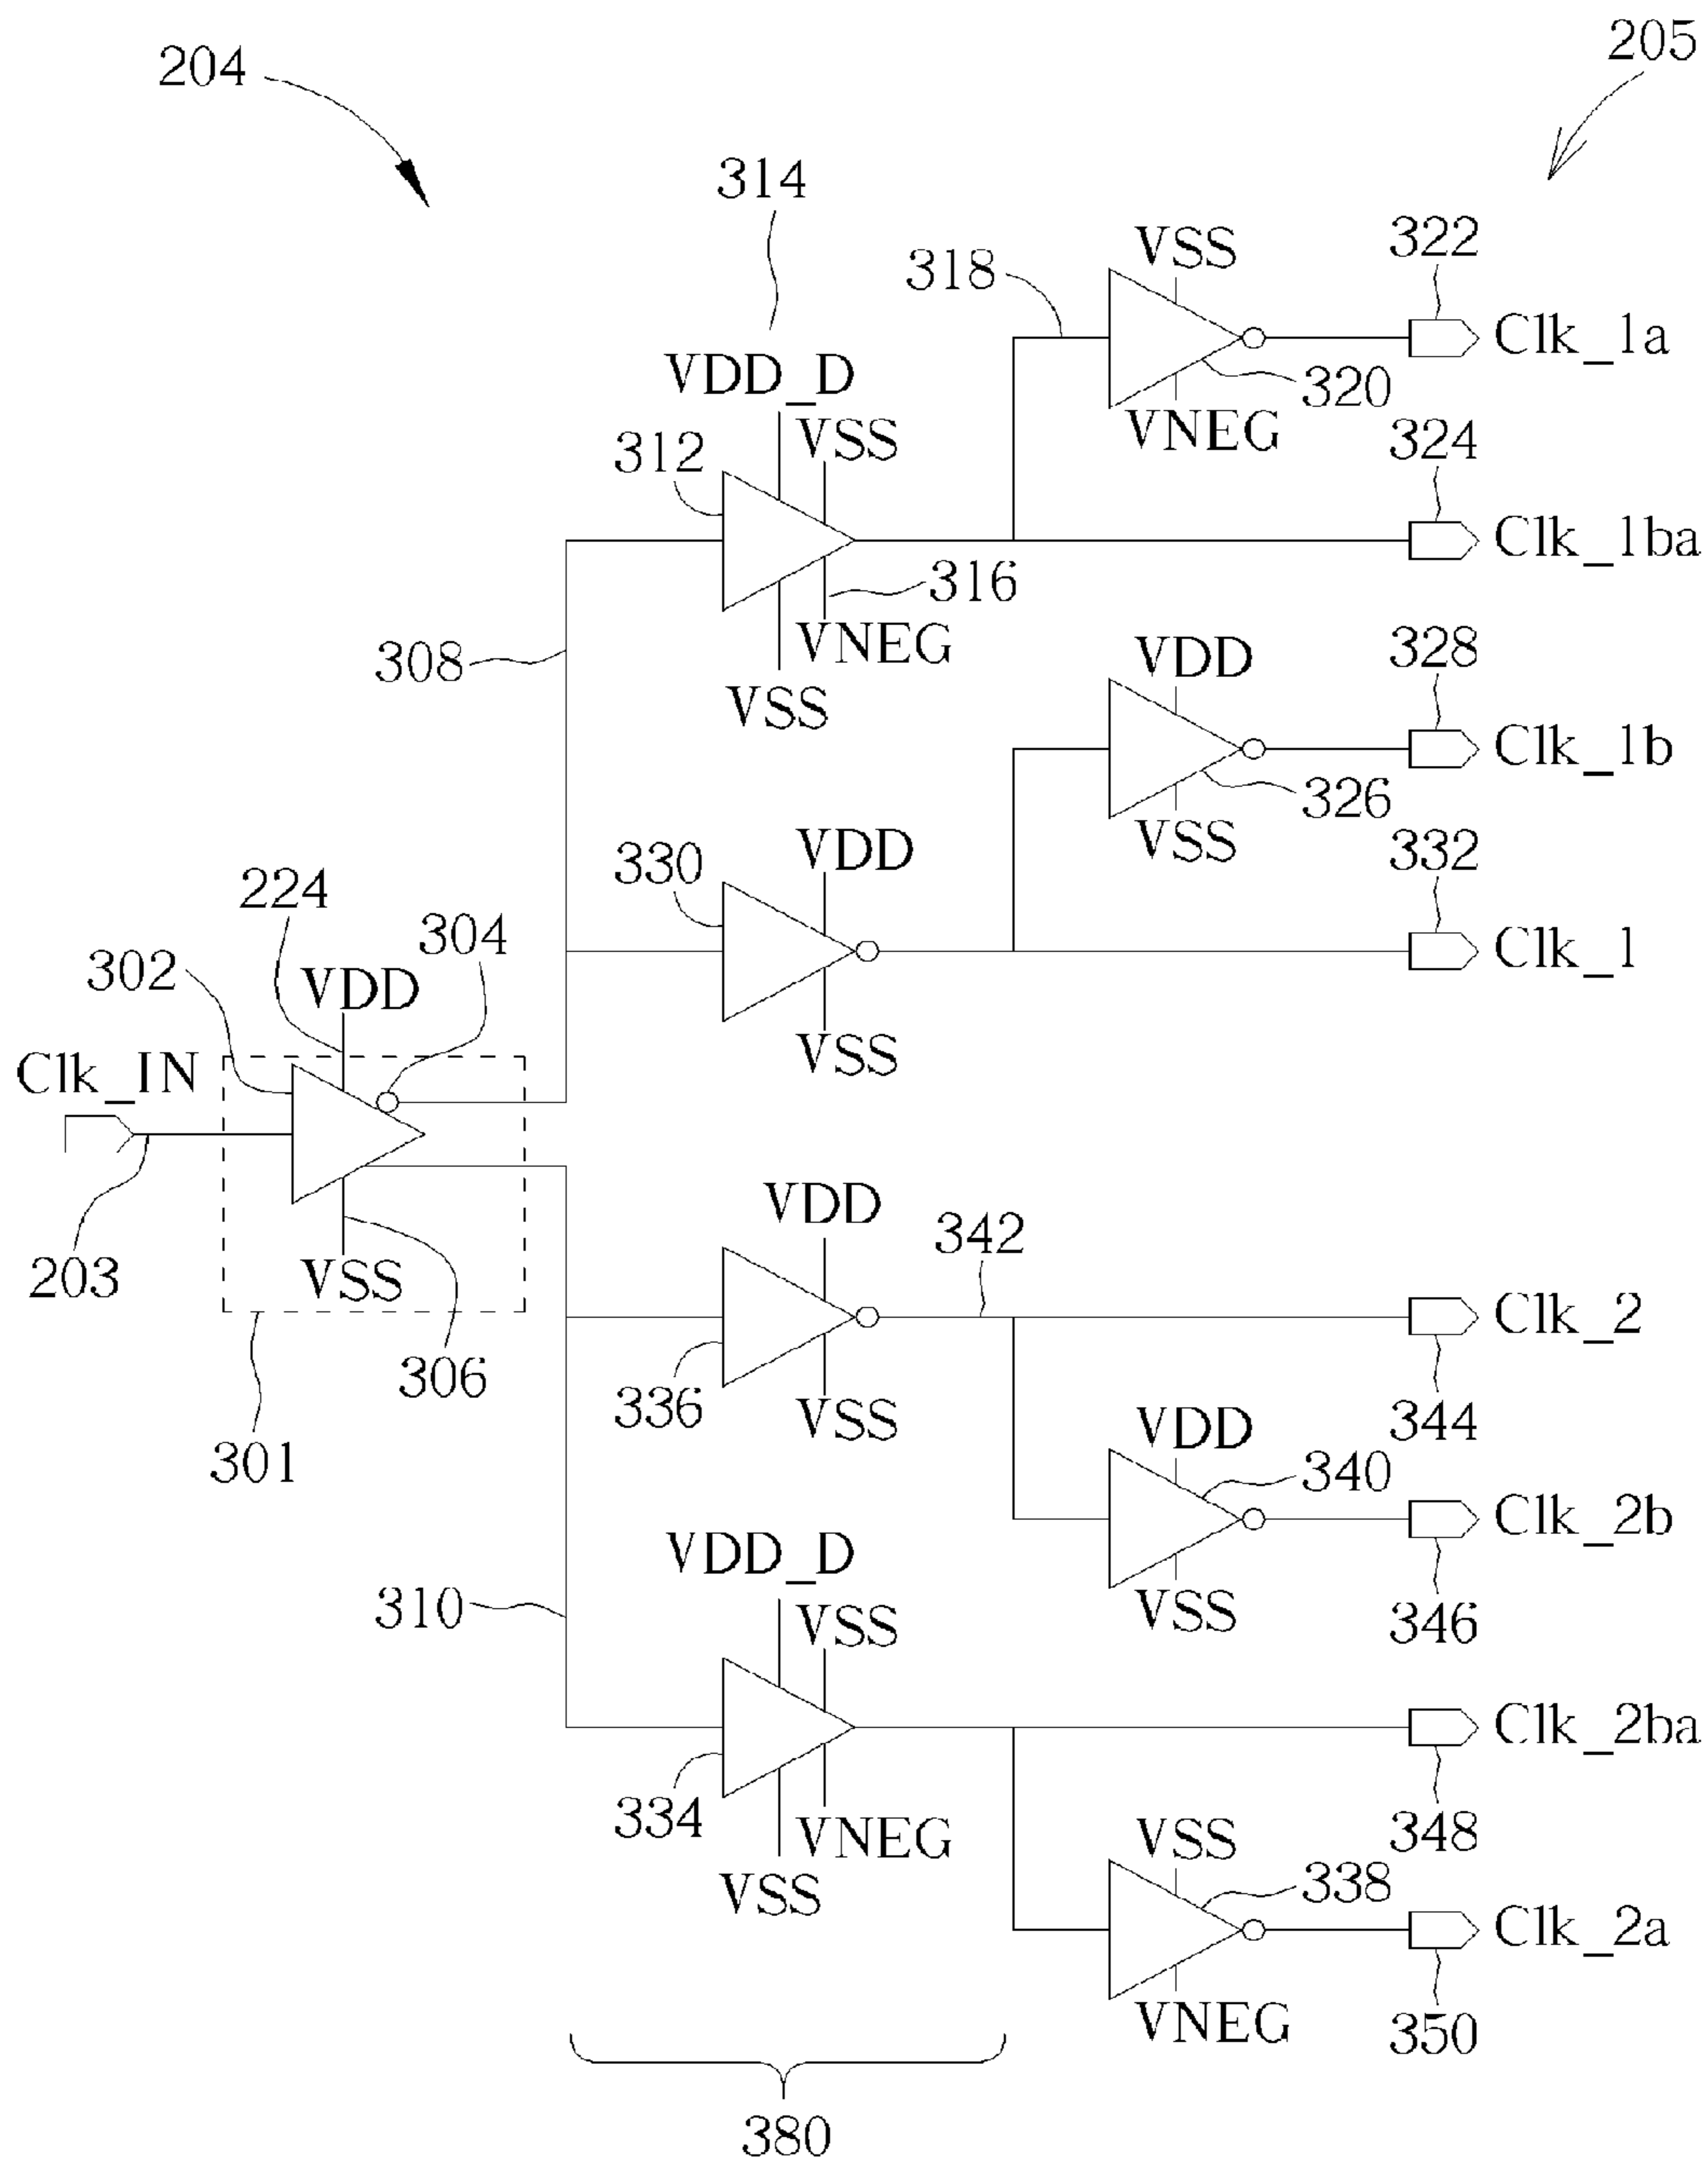 204
205
314
VSS
322
318
Clk_1a
320
VDD_D
VNEG
VSS
324
312
Clk_1ba
316
VNEG
VDD
328
308
VSS
Clk_1b
326
VSS
332
VDD
330
Clk_1
224
304
302
VDD
VSS
Clk_IN
VDD
342
203
VSS
Clk_2
306
336
VSS
344
VDD
301
340
Clk_2b
VDD_D
310
VSS
VSS
346
Clk_2ba
334
VNEG
VSS
348
VSS
338
Clk_2a
VNEG
350
380